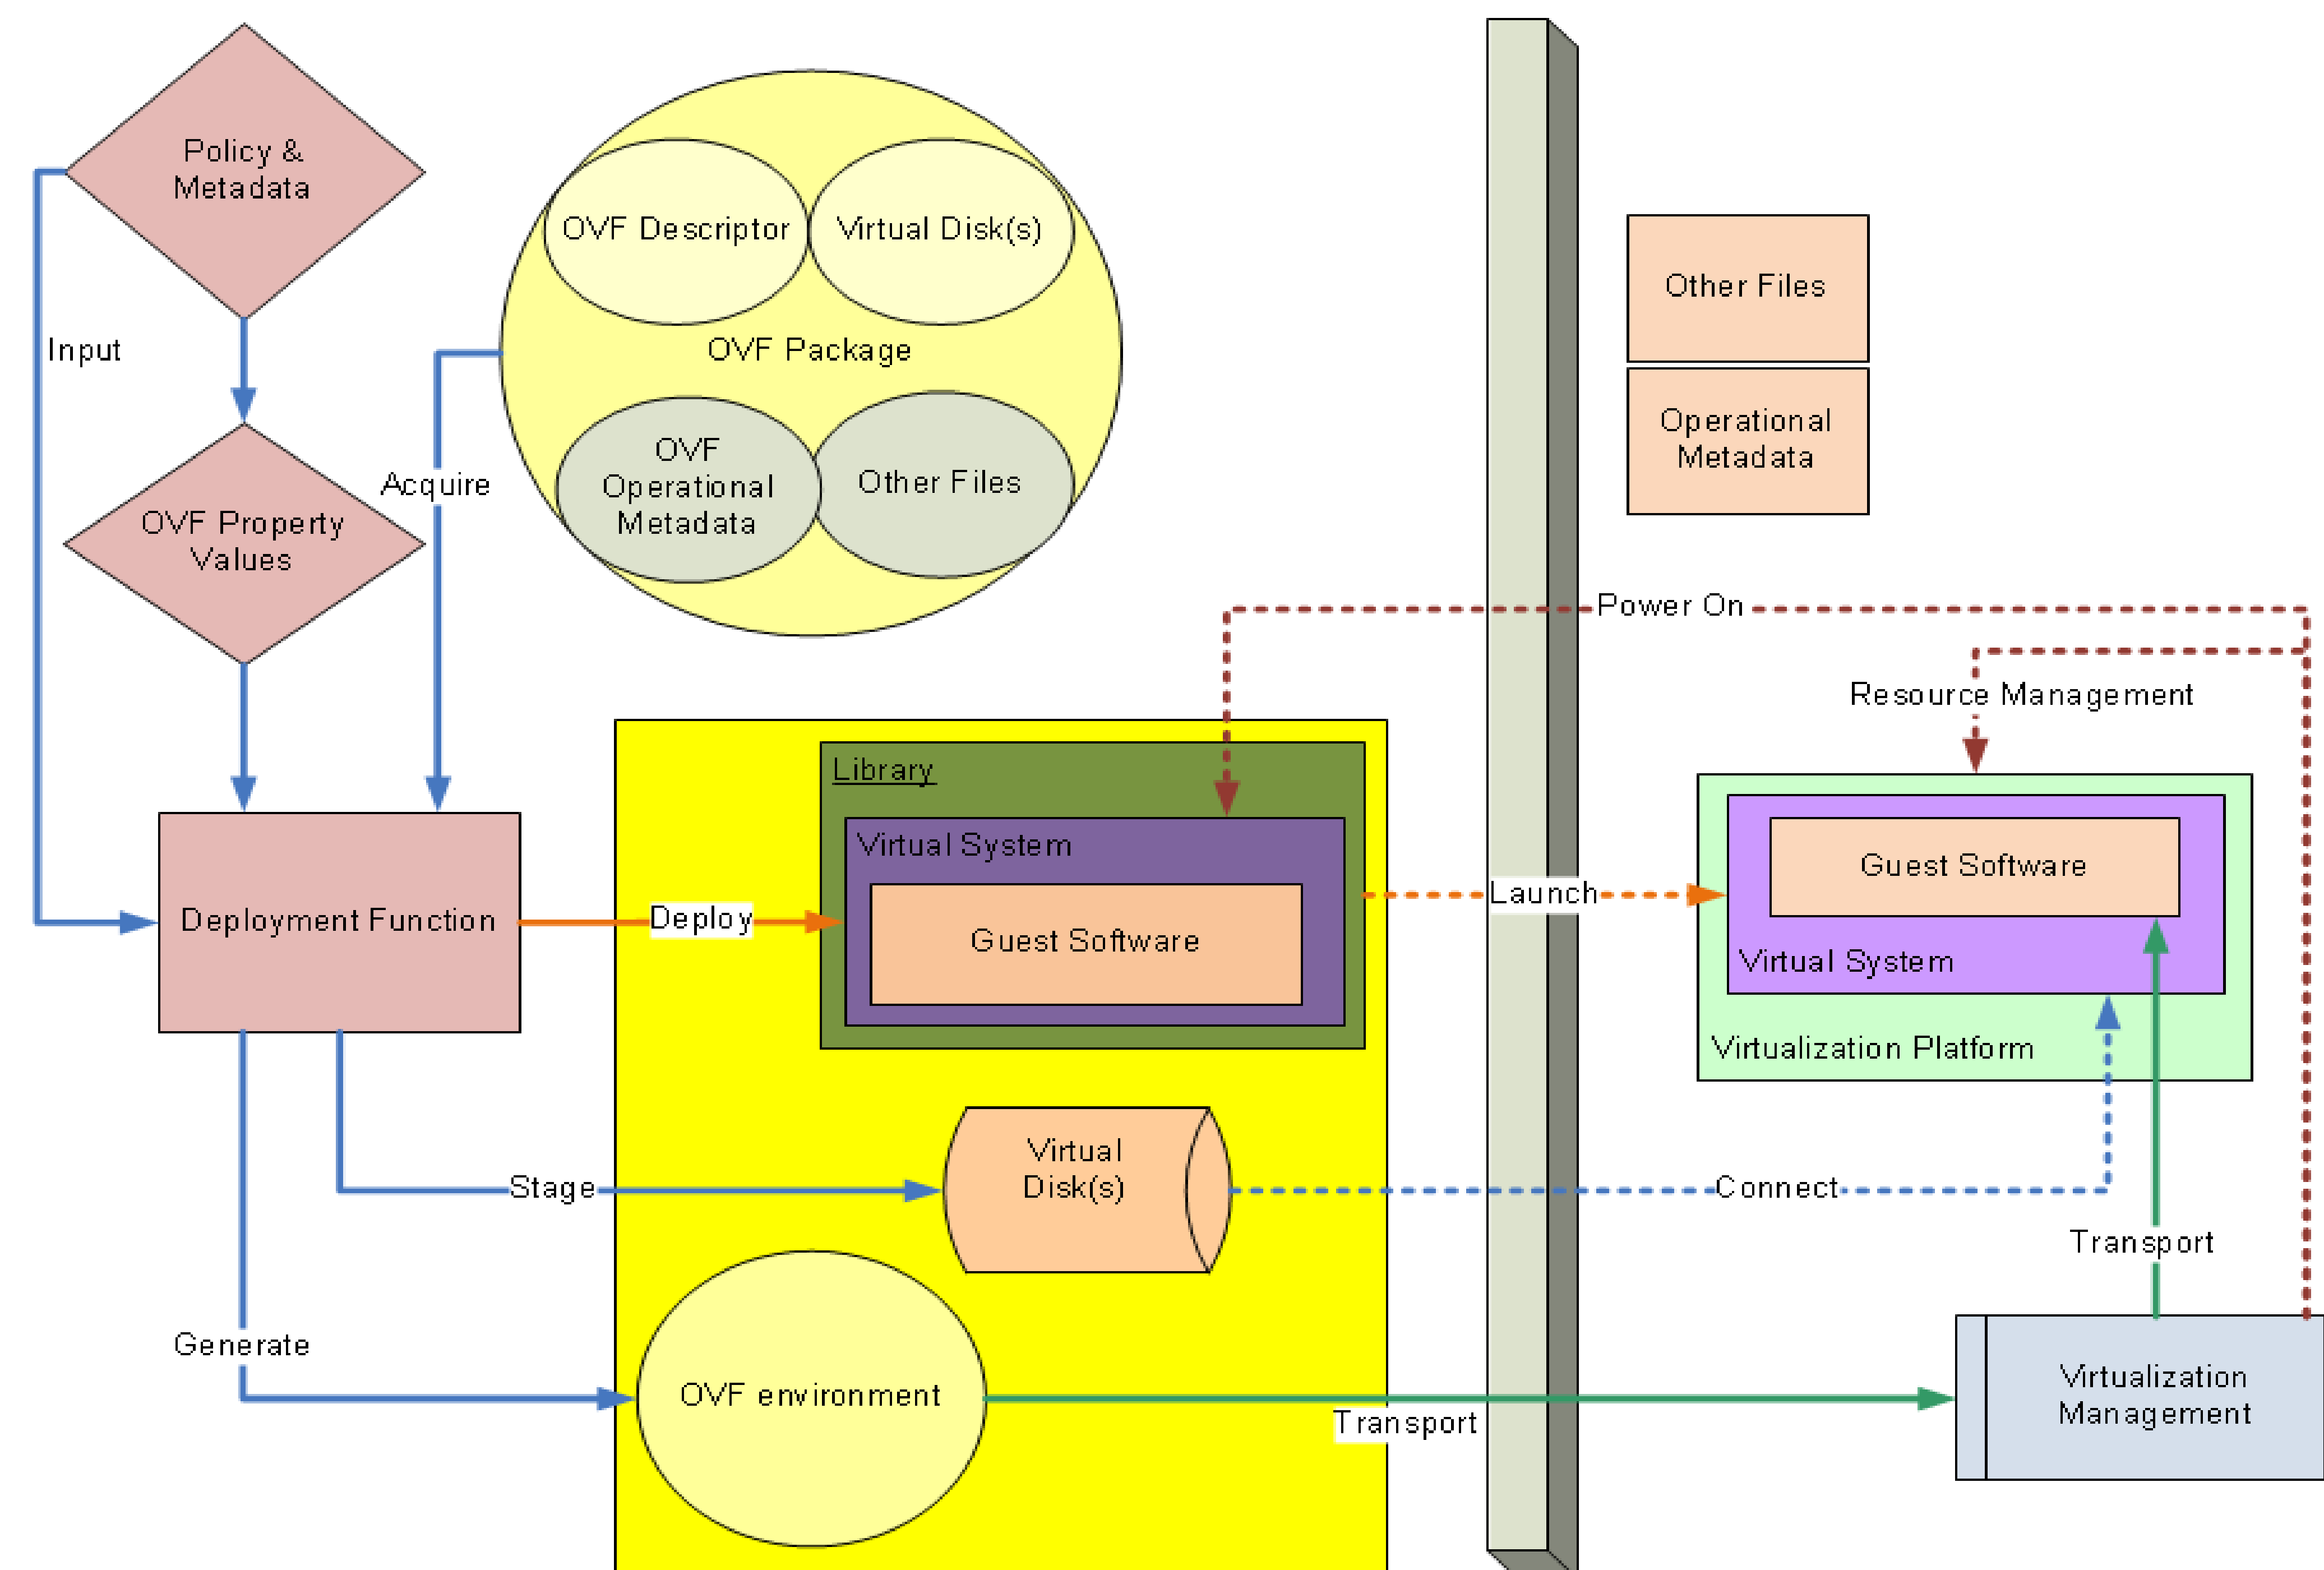 Policy &
Metadata
OVF Descriptor
Virtual Disk(s)
OVF Package
OVF
Operational
Metadata
Other Files
Input
Acquire
OVF Property
Values
Other Files
Operational
Metadata
Power On
Resource Management
Library
Virtual System
Guest Software
Deployment Function
Deploy
Launch
Guest Software
Virtual System
Virtualization Platform
Virtual
Disk(s)
Stage
Connect
Transport
Generate
OVF environment
Transport
Virtualization
Management